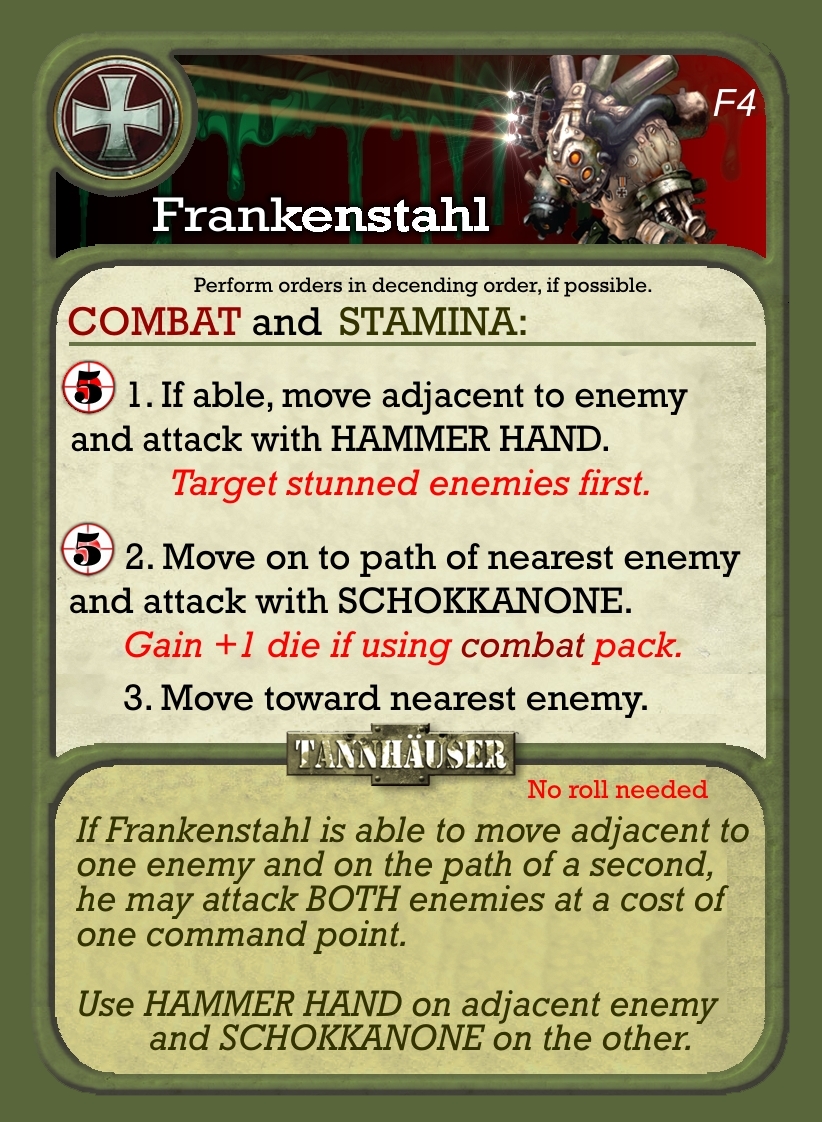 F4
Frankenstahl
Perform orders in decending order, if possible.
COMBAT and STAMINA:
5 1. If able, move adjacent to enemy
and attack with HAMMER HAND.
Target stunned enemies first.
5 2. Move on to path of nearest enemy
and attack with SCHOKKANONE.
Gain +1 die if using combat pack.
3. Move toward nearest enemy.
TANNHÄUSER
No roll needed
If Frankenstahl is able to move adjacent to
one enemy and on the path of a second,
he may attack BOTH enemies at a cost of
one command point.
Use HAMMER HAND on adjacent enemy
and SCHOKKANONE on the other.